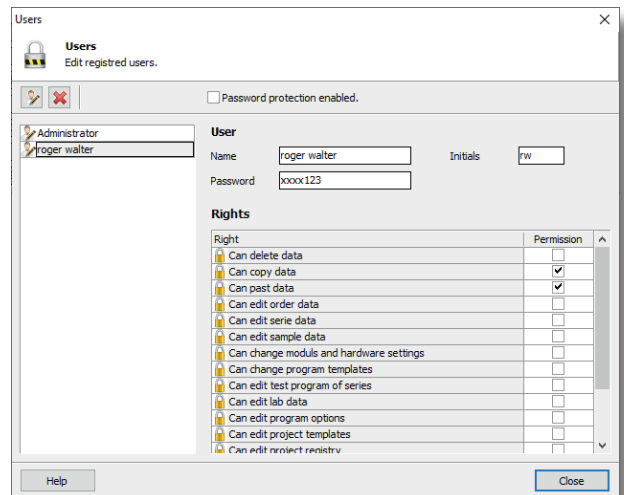 Users
Users
Edit registred users.
Password protection enabled.
Administrator
roger walter
User
Name roger walter Initials rw
Password xxxx123
Rights
Right Permission
Can delete data
Can copy data
Can past data
Can edit order data
Can edit serie data
Can edit sample data
Can change moduls and hardware settings
Can change program templates
Can edit test program of series
Can edit lab data
Can edit program options
Can edit project templates
Can edit project registry
Help Close